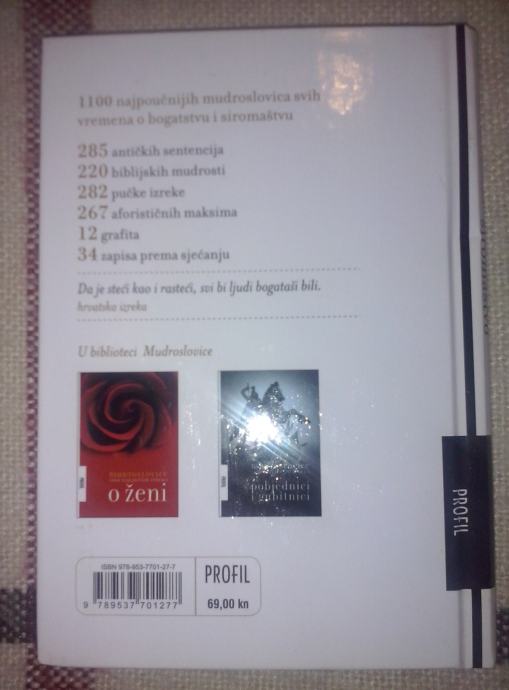 1100 najpoučnijih mudroslovica svih
vremena o bogatstvu i siromaštvu
285 antičkih sentencija
220 biblijskih mudrosti
282 pučke izreke
267 aforističnih maksima
12 grafita
34 zapisa prema sjećanju
Da je steći kao i rasteći, svi bi ljudi bogataši bili.
hrvatska izreka
U biblioteci Mudroslovice
o ženi
pobjednici
i gubitnici
ISBN 978-953-7701-27-7
9 789537 701277
PROFIL
69,00 kn
PROFIL